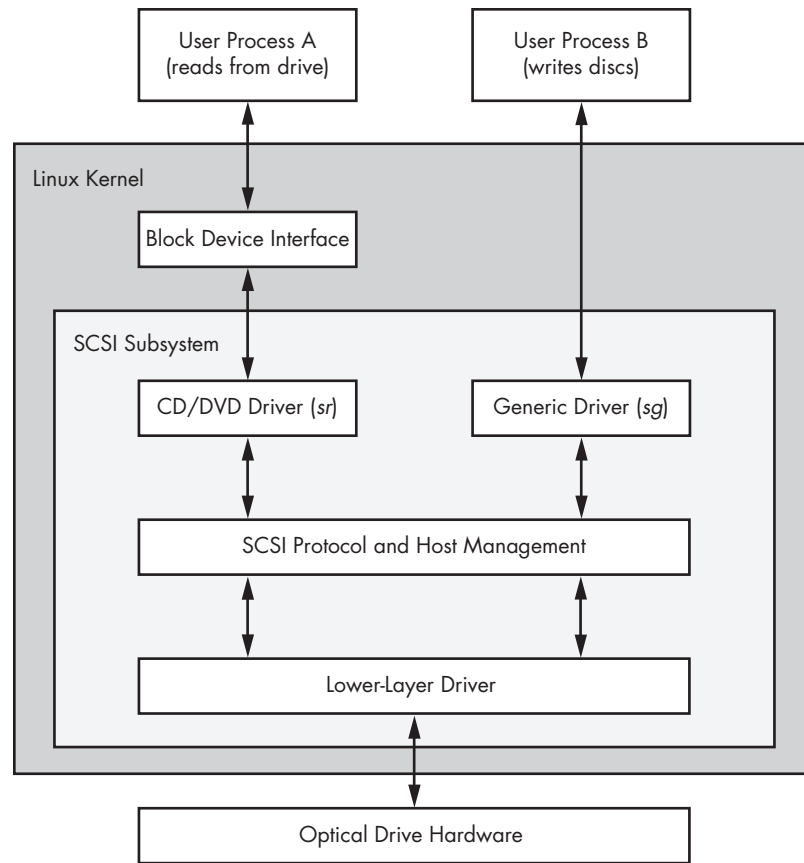 User Process A
(reads from drive)
User Process B
(writes discs)
Linux Kernel
Block Device Interface
SCSI Subsystem
CD/DVD Driver (sr)
Generic Driver (sg)
SCSI Protocol and Host Management
Lower-Layer Driver
Optical Drive Hardware